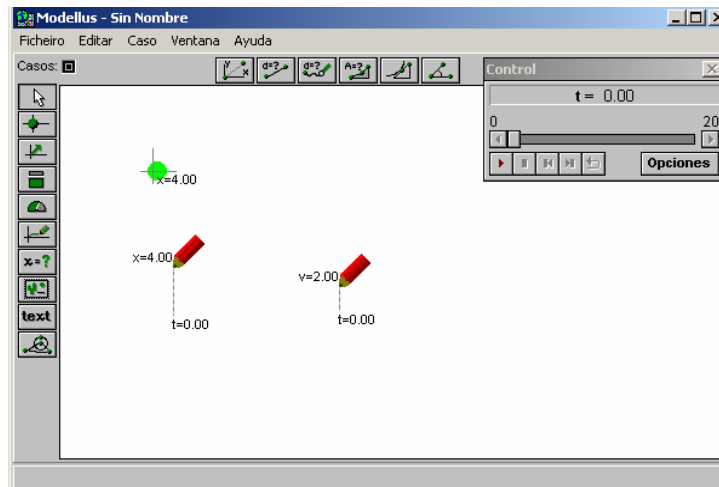 Modellus - Sin Nombre
Ficheiro Editar Caso Ventana Ayuda
Casos:
y x d=? d=? A=?
Control
t = 0.00
0 20
Opciones
x=4.00
x=4.00
t=0.00
v=2.00
t=0.00
x=?
text